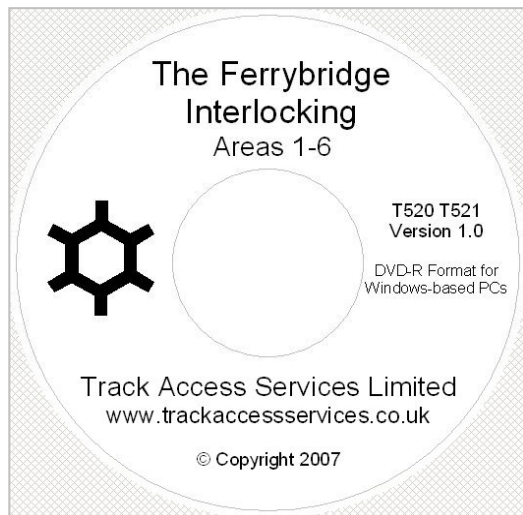 The Ferrybridge
Interlocking
Areas 1-6
T520 T521
Version 1.0
DVD-R Format for
Windows-based PCs
Track Access Services Limited
www.trackaccessservices.co.uk
© Copyright 2007